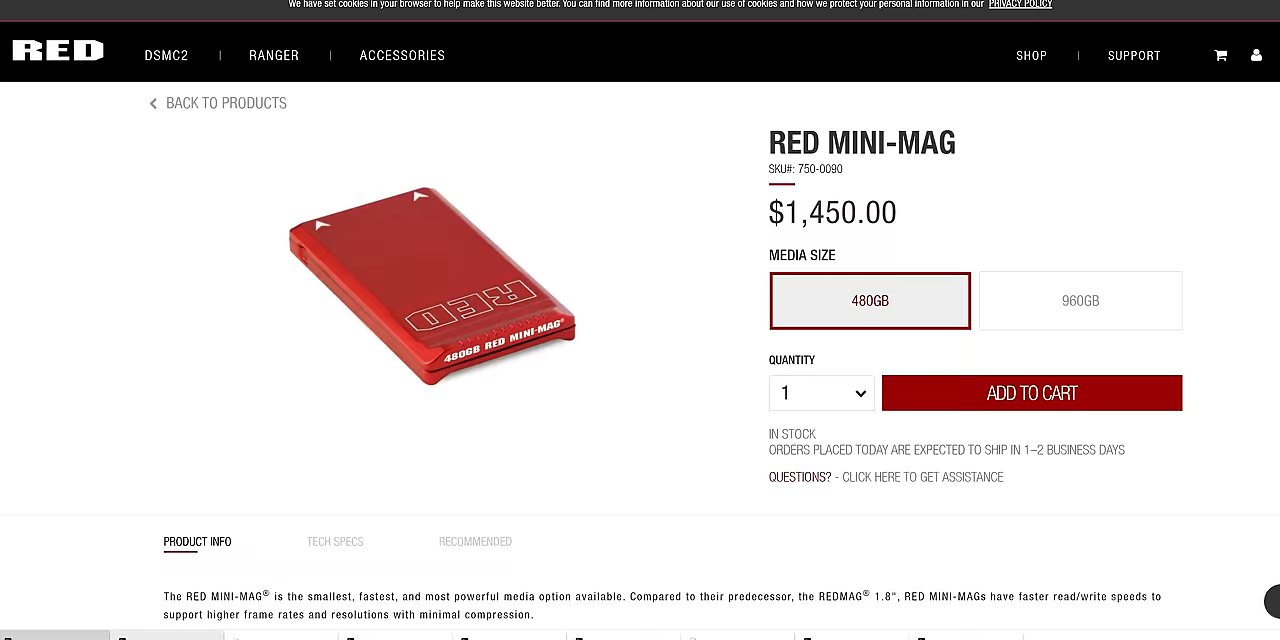 We have set cookies in your browser to help make this website better. You can find more information about our use of cookies and how we protect your personal information in our PRIVACY POLICY
RED DSMC2 | RANGER | ACCESSORIES SHOP | SUPPORT
BACK TO PRODUCTS
RED MINI-MAG
SKU#: 750-0090
$1,450.00
MEDIA SIZE
480GB 960GB
RED
480GB RED MINI-MAG®
QUANTITY
1 ADD TO CART
IN STOCK
ORDERS PLACED TODAY ARE EXPECTED TO SHIP IN 1–2 BUSINESS DAYS
QUESTIONS? - CLICK HERE TO GET ASSISTANCE
PRODUCT INFO TECH SPECS RECOMMENDED
The RED MINI-MAG® is the smallest, fastest, and most powerful media option available. Compared to their predecessor, the REDMAG® 1.8", RED MINI-MAGs have faster read/write speeds to
support higher frame rates and resolutions with minimal compression.